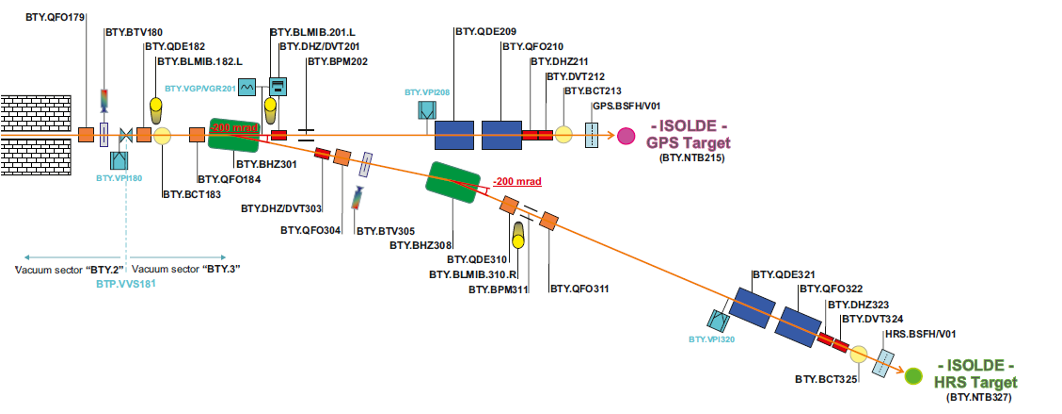 BTY.QFO179
BTY.BTV180
BTY.QDE182
BTY.BLMIB.182.L
BTY.BLMIB.201.L
BTY.DHZ/DVT201
BTY.BPM202
BTY.VGP/VGR201
BTY.QDE209
BTY.QFO210
BTY.DHZ211
BTY.DVT212
BTY.BCT213
BTY.VPI208
GPS.BSFH/V01
-200 mrad
- ISOLDE -
GPS Target
(BTY.NTB215)
BTY.VPI180
BTY.BCT183
BTY.QFO184
BTY.BHZ301
BTY.DHZ/DVT303
BTY.QFO304
BTY.BTV305
-200 mrad
BTY.BHZ308
BTY.QDE310
BTY.BLMIB.310.R
BTY.BPM311
BTY.QFO311
Vacuum sector “BTY.2”
Vacuum sector “BTY.3”
BTP.VVS181
BTY.QDE321
BTY.QFO322
BTY.DHZ323
BTY.DVT324
HRS.BSFH/V01
BTY.VPI320
BTY.BCT325
- ISOLDE -
HRS Target
(BTY.NTB327)